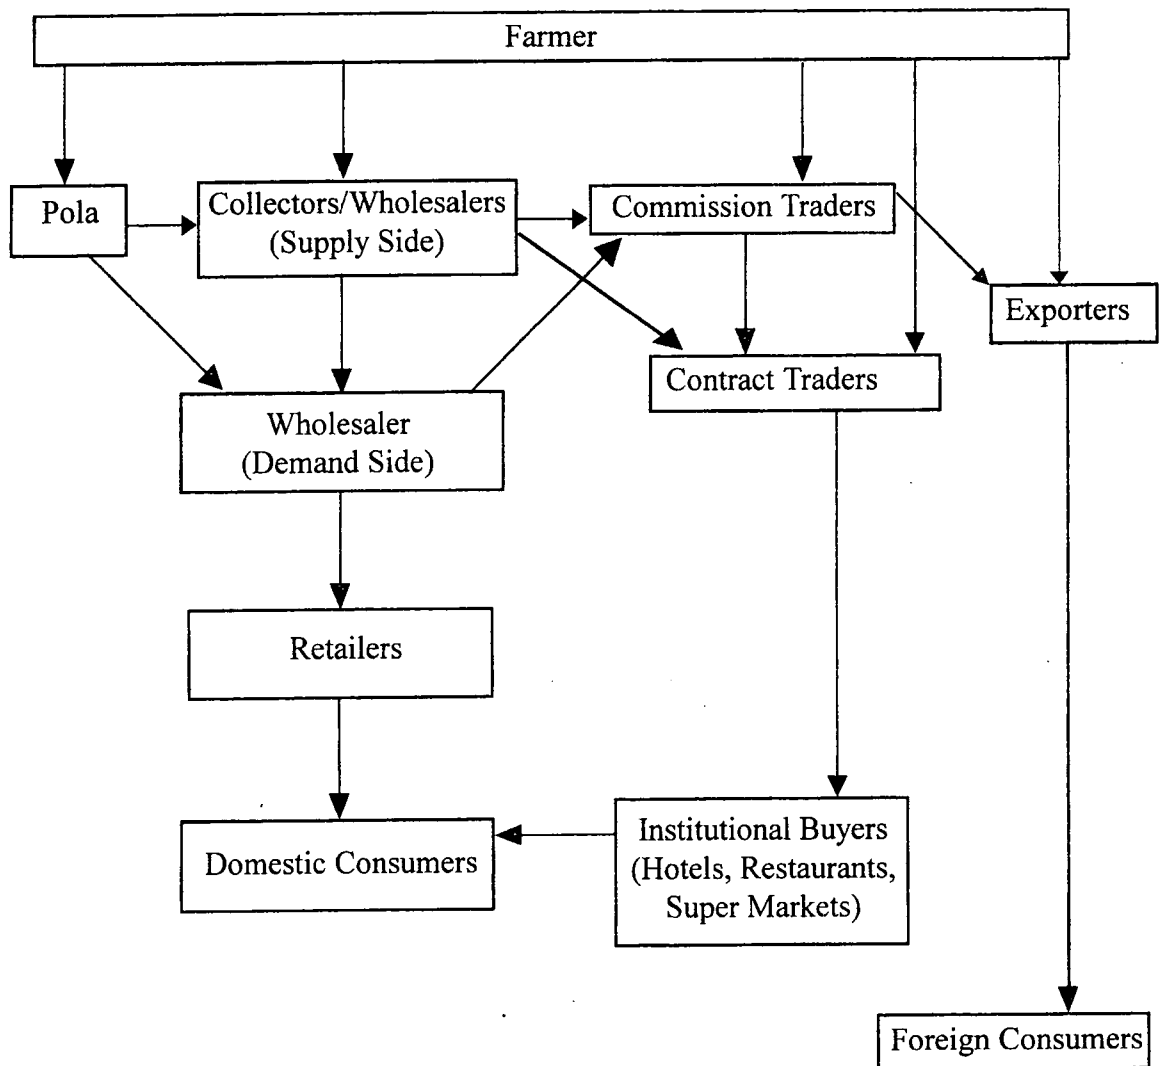 Farmer
Pola
Collectors/Wholesalers
(Supply Side)
Commission Traders
Exporters
Contract Traders
Wholesaler
(Demand Side)
Retailers
Domestic Consumers
Institutional Buyers
(Hotels, Restaurants,
Super Markets)
Foreign Consumers